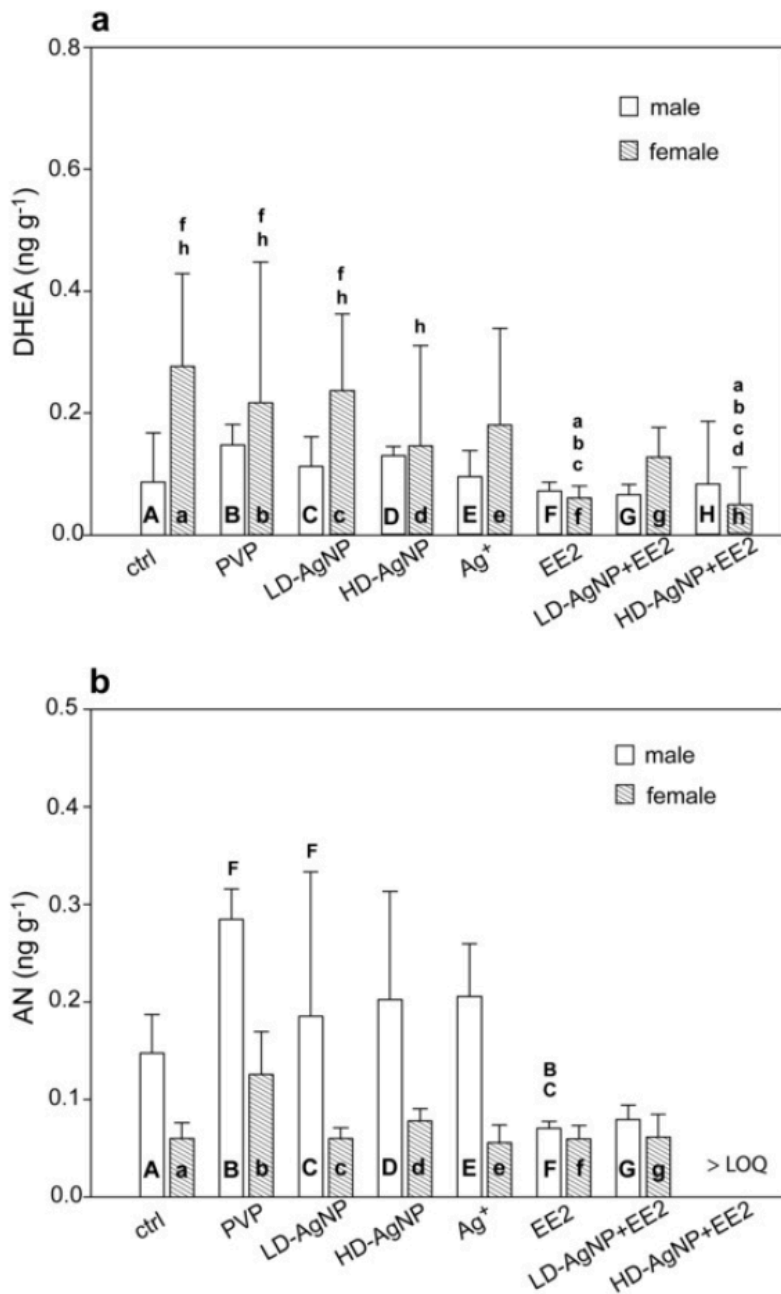 a
0.8
0.6
0.4
0.2
0.0
DHEA (ng g⁻¹)
male
female
f
h
f
h
f
h
h
a
b
c
a
b
c
d
A a B b C c D d E e F f G g H h
ctrl PVP LD-AgNP HD-AgNP Ag⁺ EE2 LD-AgNP+EE2 HD-AgNP+EE2
b
0.5
0.4
0.3
0.2
0.1
0.0
AN (ng g⁻¹)
male
female
F F
B
C
> LOQ
A a B b C c D d E e F f G g
ctrl PVP LD-AgNP HD-AgNP Ag⁺ EE2 LD-AgNP+EE2 HD-AgNP+EE2